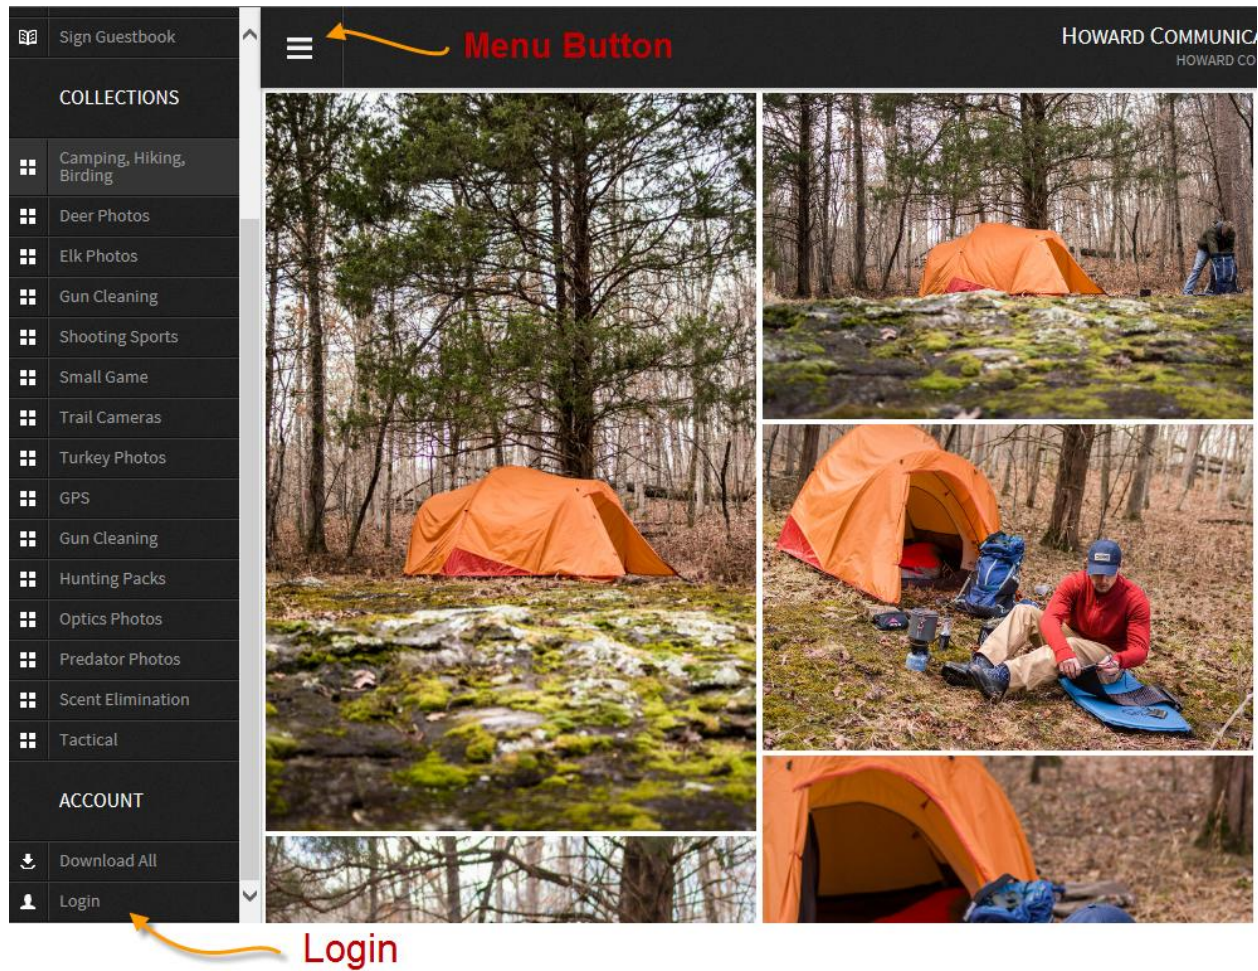 Sign Guestbook
COLLECTIONS
Camping, Hiking,
Birding
Deer Photos
Elk Photos
Gun Cleaning
Shooting Sports
Small Game
Trail Cameras
Turkey Photos
GPS
Gun Cleaning
Hunting Packs
Optics Photos
Predator Photos
Scent Elimination
Tactical
ACCOUNT
Download All
Login
Menu Button
HOWARD COMMUNICA
HOWARD CO
Login